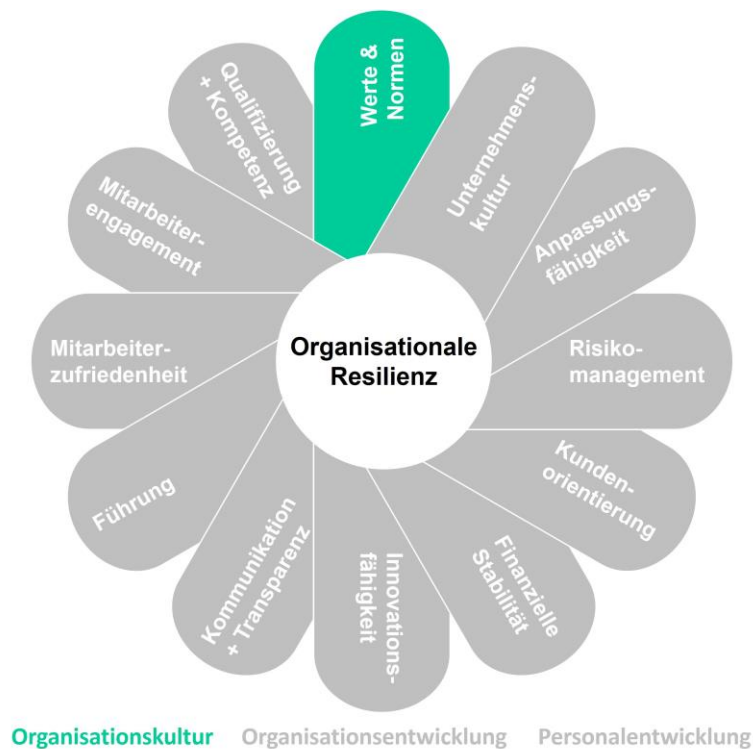 Werte &
Normen
Unternehmens-
kultur
Anpassungs-
fähigkeit
Risiko-
management
Kunden-
orientierung
Finanzielle
Stabilität
Innovations-
fähigkeit
Kommunikation
+ Transparenz
Führung
Mitarbeiter-
zufriedenheit
Mitarbeiter-
engagement
Qualifizierung
+ Kompetenz
Organisationale
Resilienz
Organisationskultur Organisationsentwicklung Personalentwicklung